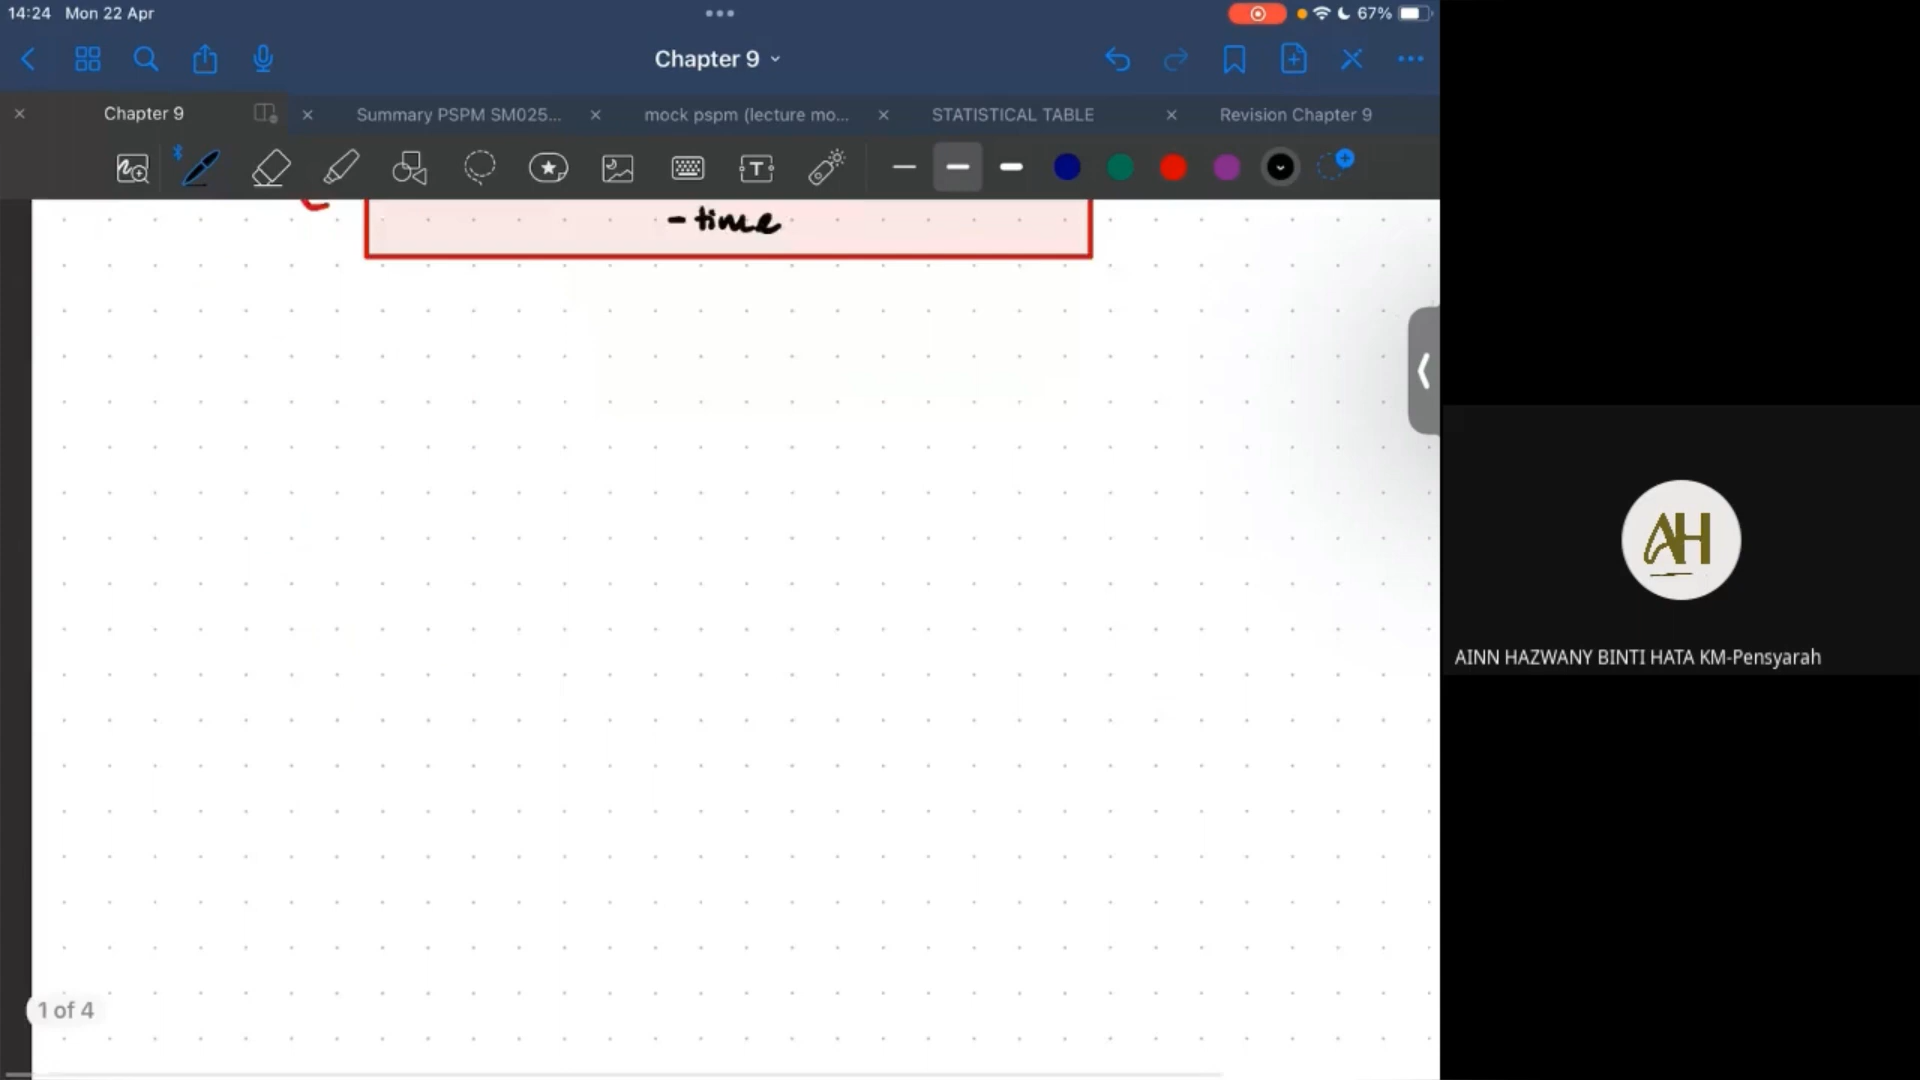 14:24 Mon 22 Apr 67%
Chapter 9
Chapter 9 Summary PSPM SM025... mock pspm (lecture mo... STATISTICAL TABLE Revision Chapter 9
- time
AH
AINN HAZWANY BINTI HATA KM-Pensyarah
1 of 4